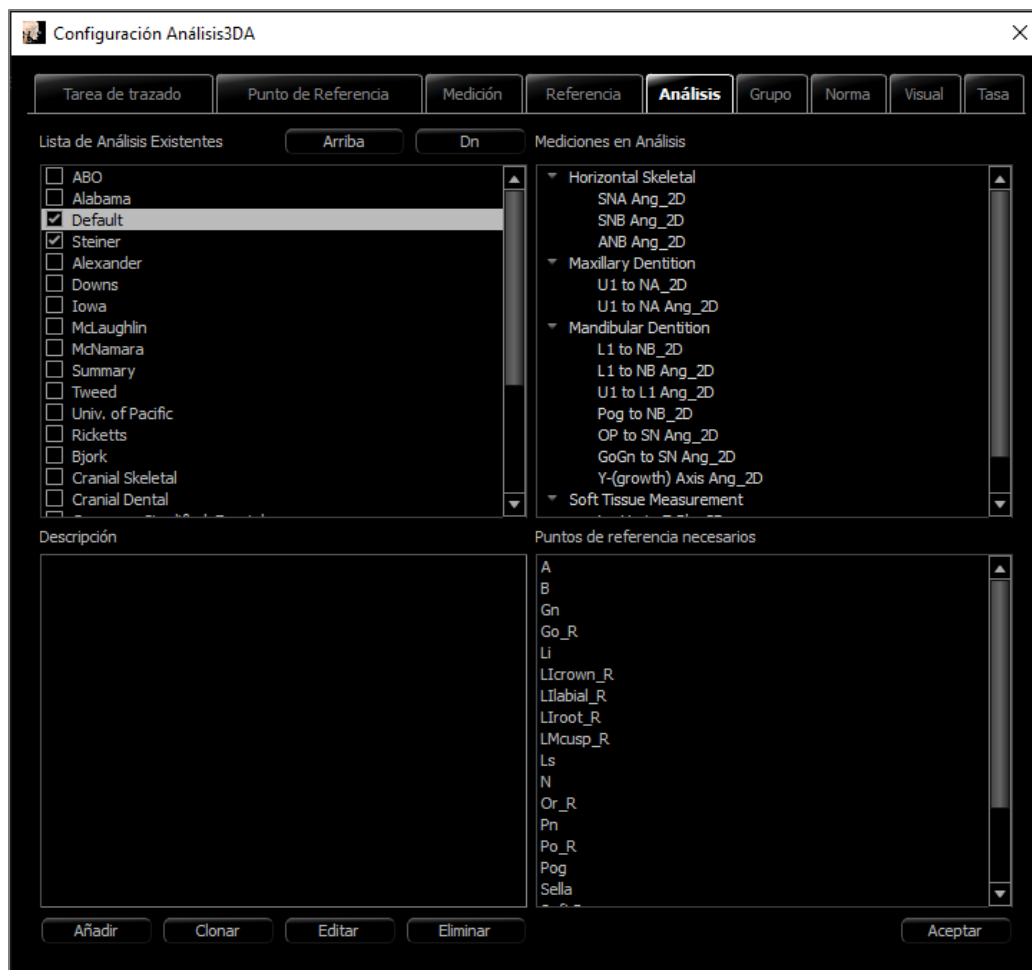 Configuración Análisis3DA
Tarea de trazado
Punto de Referencia
Medición
Referencia
Análisis
Grupo
Norma
Visual
Tasa
Lista de Análisis Existentes
Arriba
Dn
Mediciones en Análisis
ABO
Alabama
Default
Steiner
Alexander
Downs
Iowa
McLaughlin
McNamara
Summary
Tweed
Univ. of Pacific
Ricketts
Bjork
Cranial Skeletal
Cranial Dental
Horizontal Skeletal
SNA Ang_2D
SNB Ang_2D
ANB Ang_2D
Maxillary Dentition
U1 to NA_2D
U1 to NA Ang_2D
Mandibular Dentition
L1 to NB_2D
L1 to NB Ang_2D
U1 to L1 Ang_2D
Pog to NB_2D
OP to SN Ang_2D
GoGn to SN Ang_2D
Y-(growth) Axis Ang_2D
Soft Tissue Measurement
Descripción
Puntos de referencia necesarios
A
B
Gn
Go_R
Li
LIcrown_R
LIlabial_R
LIroot_R
LMcusp_R
Ls
N
Or_R
Pn
Po_R
Pog
Sella
Añadir
Clonar
Editar
Eliminar
Aceptar